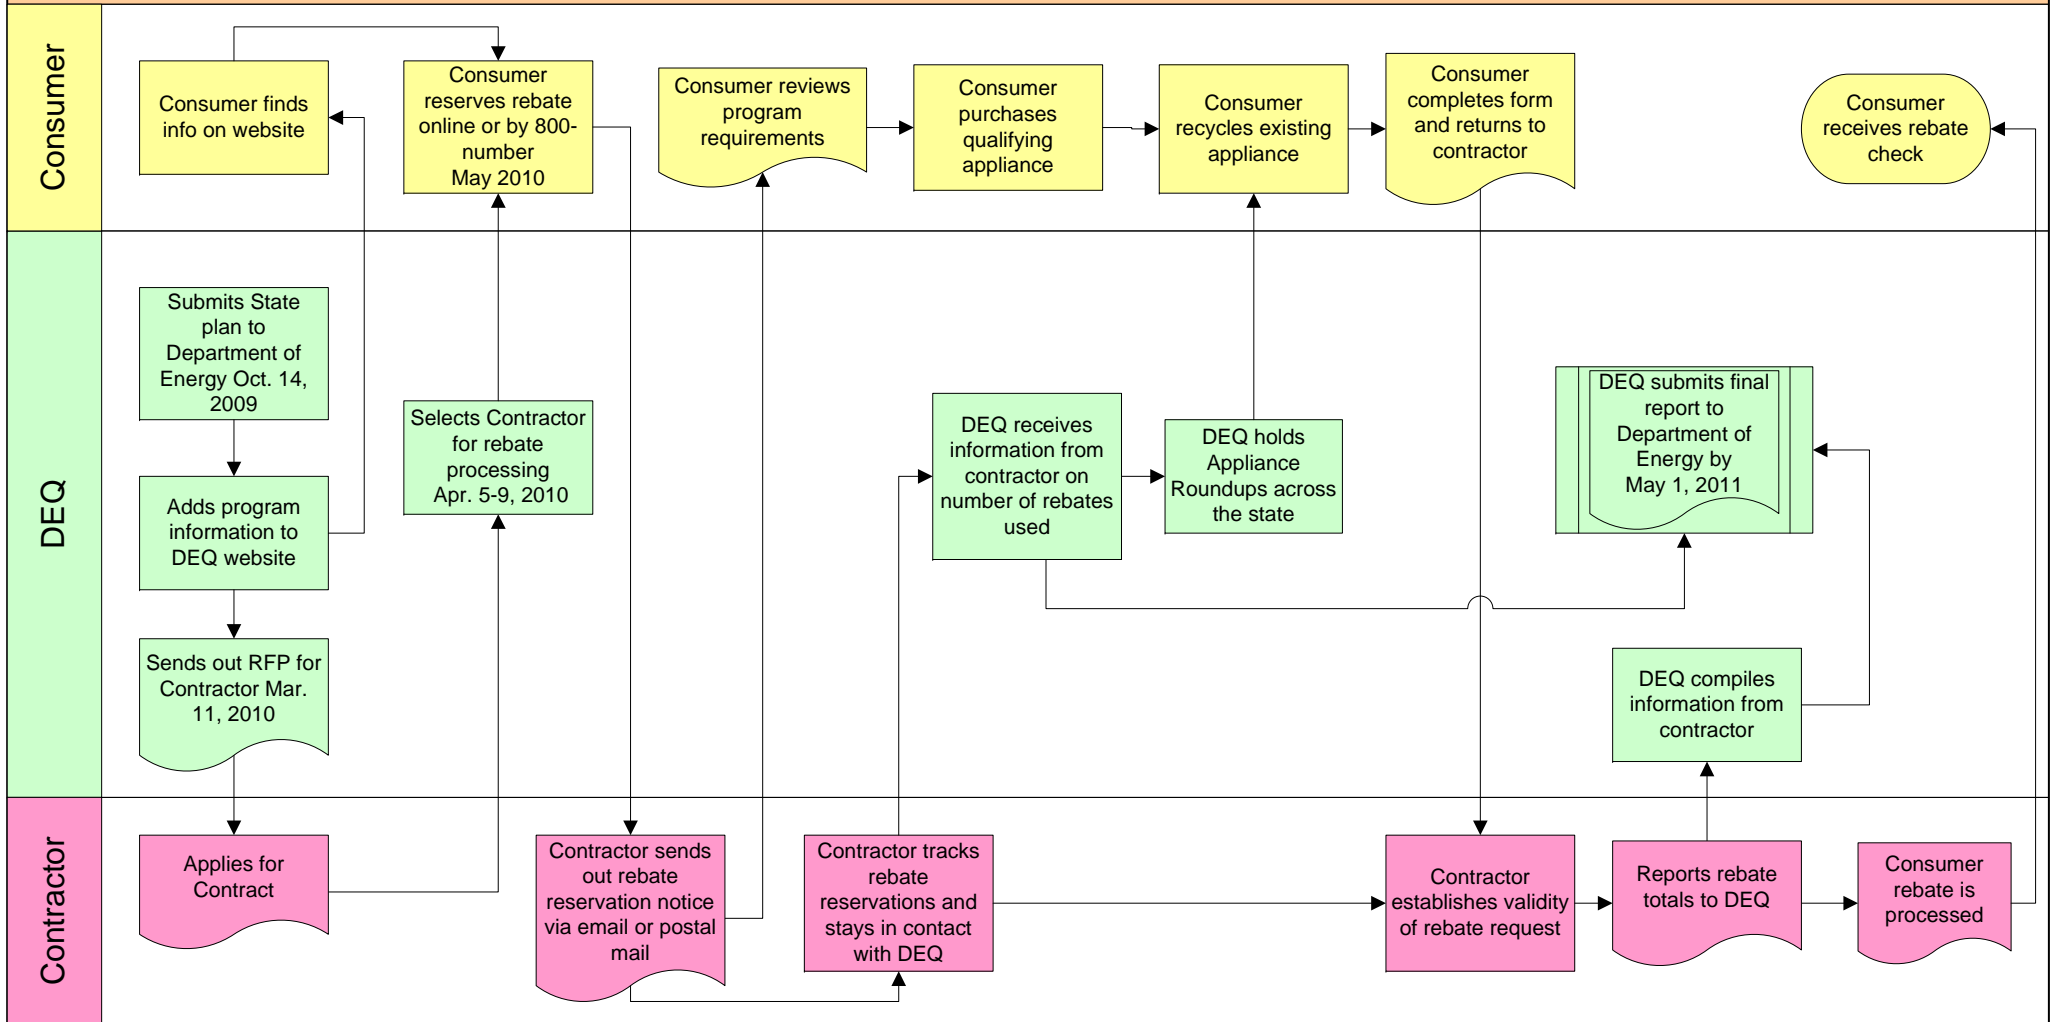 Consumer
Consumer finds
info on website
Consumer
reserves rebate
online or by 800-
number
May 2010
Consumer reviews
program
requirements
Consumer
purchases
qualifying
appliance
Consumer
recycles existing
appliance
Consumer
completes form
and returns to
contractor
Consumer
receives rebate
check
DEQ
Submits State
plan to
Department of
Energy Oct. 14,
2009
Adds program
information to
DEQ website
Sends out RFP for
Contractor Mar.
11, 2010
Selects Contractor
for rebate
processing
Apr. 5-9, 2010
DEQ receives
information from
contractor on
number of rebates
used
DEQ holds
Appliance
Roundups across
the state
DEQ submits final
report to
Department of
Energy by
May 1, 2011
DEQ compiles
information from
contractor
Contractor
Applies for
Contract
Contractor sends
out rebate
reservation notice
via email or postal
mail
Contractor tracks
rebate
reservations and
stays in contact
with DEQ
Contractor
establishes validity
of rebate request
Reports rebate
totals to DEQ
Consumer
rebate is
processed